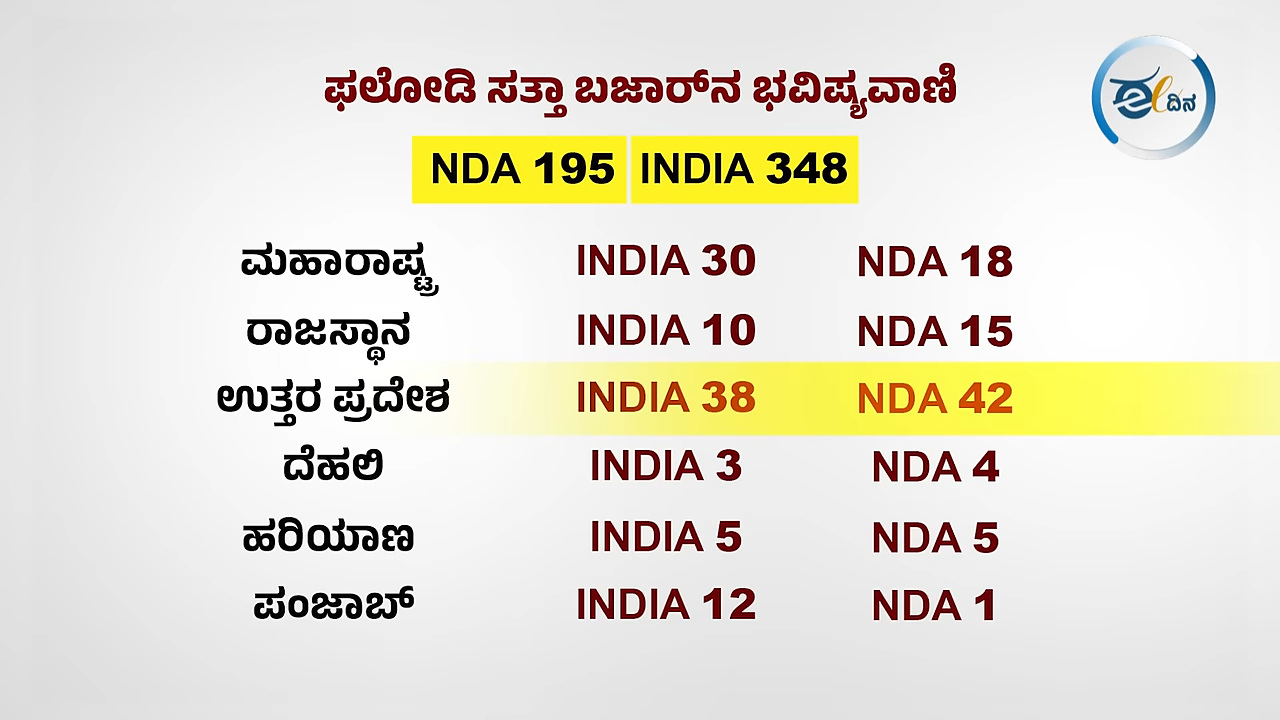 ಫಲೋಡಿ ಸತ್ತಾ ಬಜಾರ್‌ನ ಭವಿಷ್ಯವಾಣಿ
elದಿನ
NDA 195 INDIA 348
ಮಹಾರಾಷ್ಟ್ರ INDIA 30 NDA 18
ರಾಜಸ್ಥಾನ INDIA 10 NDA 15
ಉತ್ತರ ಪ್ರದೇಶ INDIA 38 NDA 42
ದೆಹಲಿ INDIA 3 NDA 4
ಹರಿಯಾಣ INDIA 5 NDA 5
ಪಂಜಾಬ್ INDIA 12 NDA 1